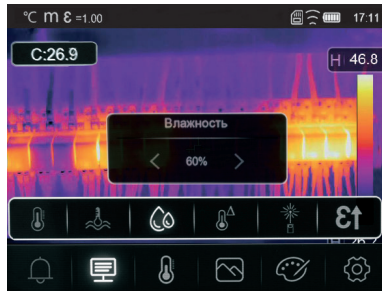 °C m ε =1.00 17:11
C:26.9
H: 46.8
Влажность
< 60% >
ε↑